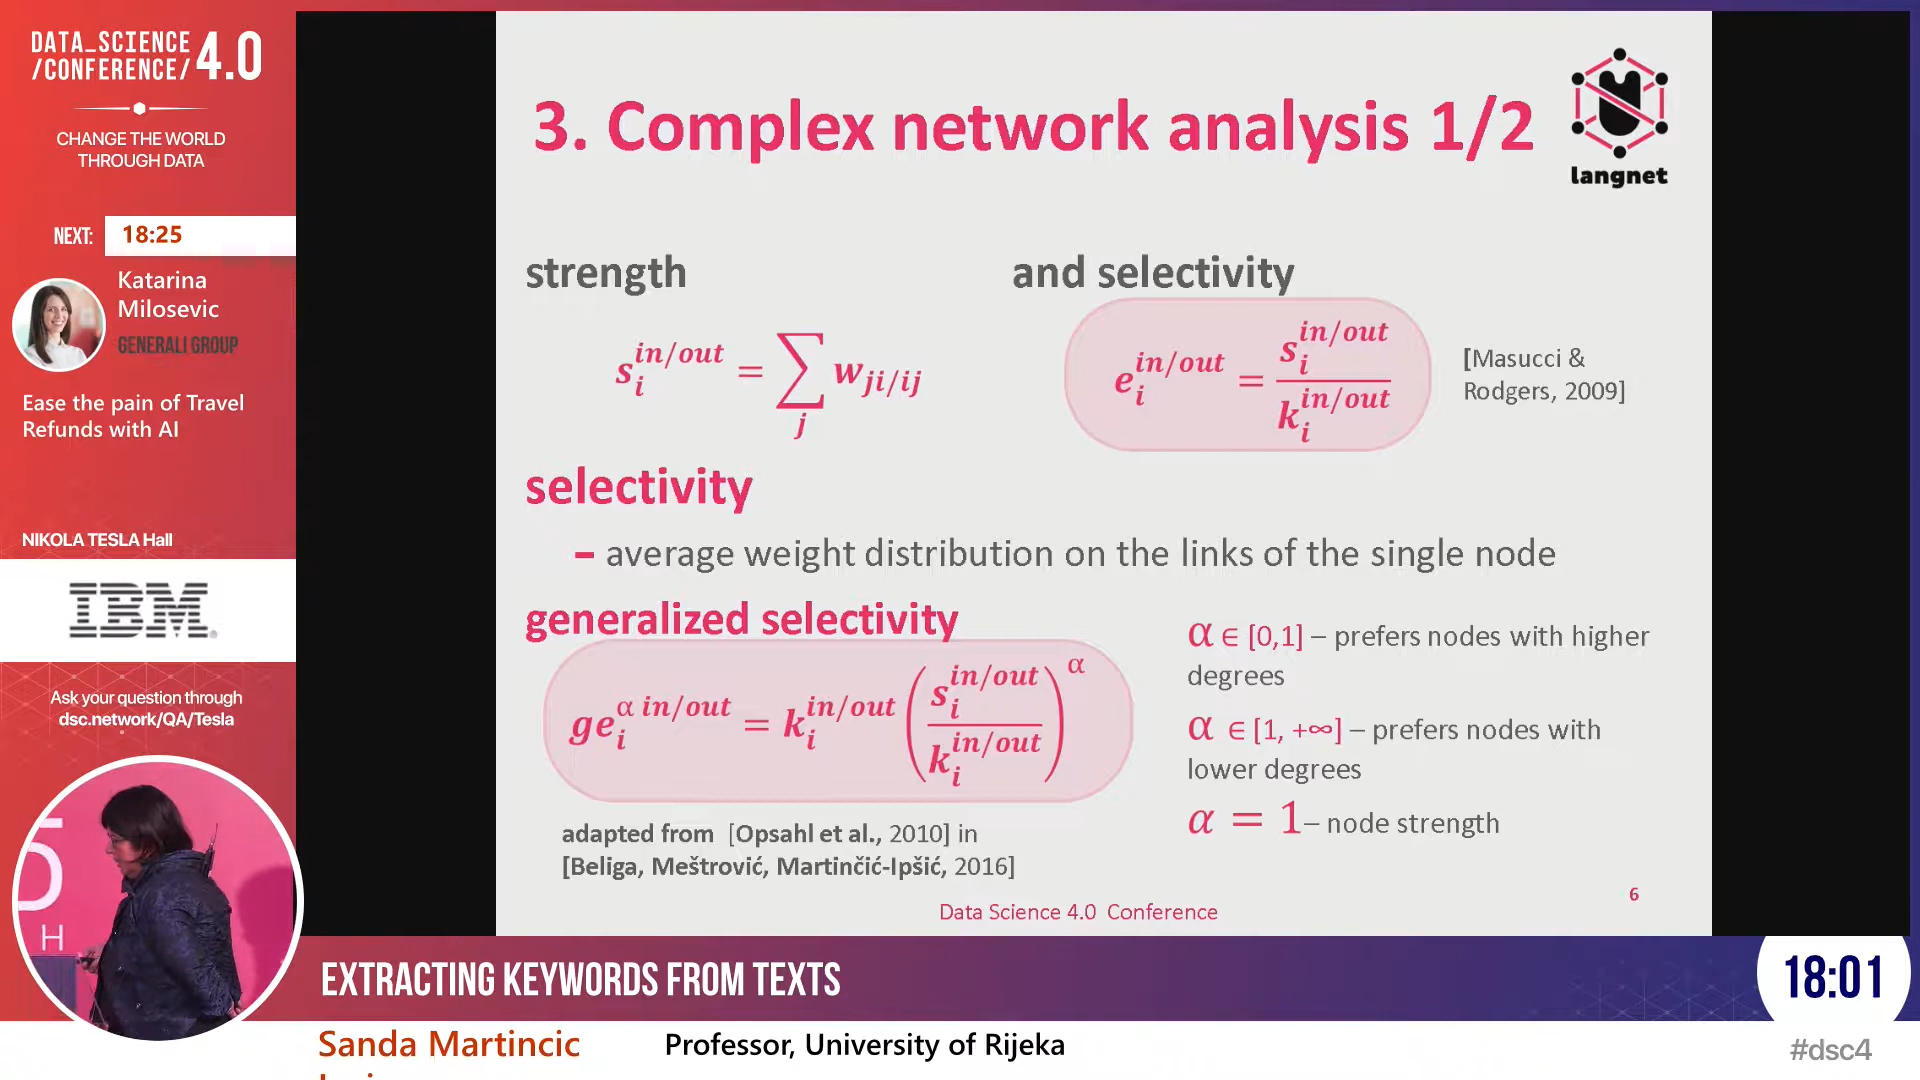 DATA_SCIENCE
/CONFERENCE/ 4.0
CHANGE THE WORLD
THROUGH DATA
NEXT: 18:25
Katarina
Milosevic
GENERALI GROUP
Ease the pain of Travel
Refunds with AI
NIKOLA TESLA Hall
IBM
Ask your question through
dsc.network/QA/Tesla
5
H
3. Complex network analysis 1/2
langnet
strength
and selectivity
s_i^{in/out} = ∑_j w_{ji/ij}
e_i^{in/out} = s_i^{in/out} / k_i^{in/out}
[Masucci &
Rodgers, 2009]
selectivity
– average weight distribution on the links of the single node
generalized selectivity
ge_i^{α in/out} = k_i^{in/out} (s_i^{in/out} / k_i^{in/out})^α
α ∈ [0,1] – prefers nodes with higher
degrees
α ∈ [1, +∞] – prefers nodes with
lower degrees
α = 1– node strength
adapted from [Opsahl et al., 2010] in
[Beliga, Meštrović, Martinčić-Ipšić, 2016]
6
Data Science 4.0 Conference
EXTRACTING KEYWORDS FROM TEXTS
18:01
Sanda Martincic
Professor, University of Rijeka
#dsc4